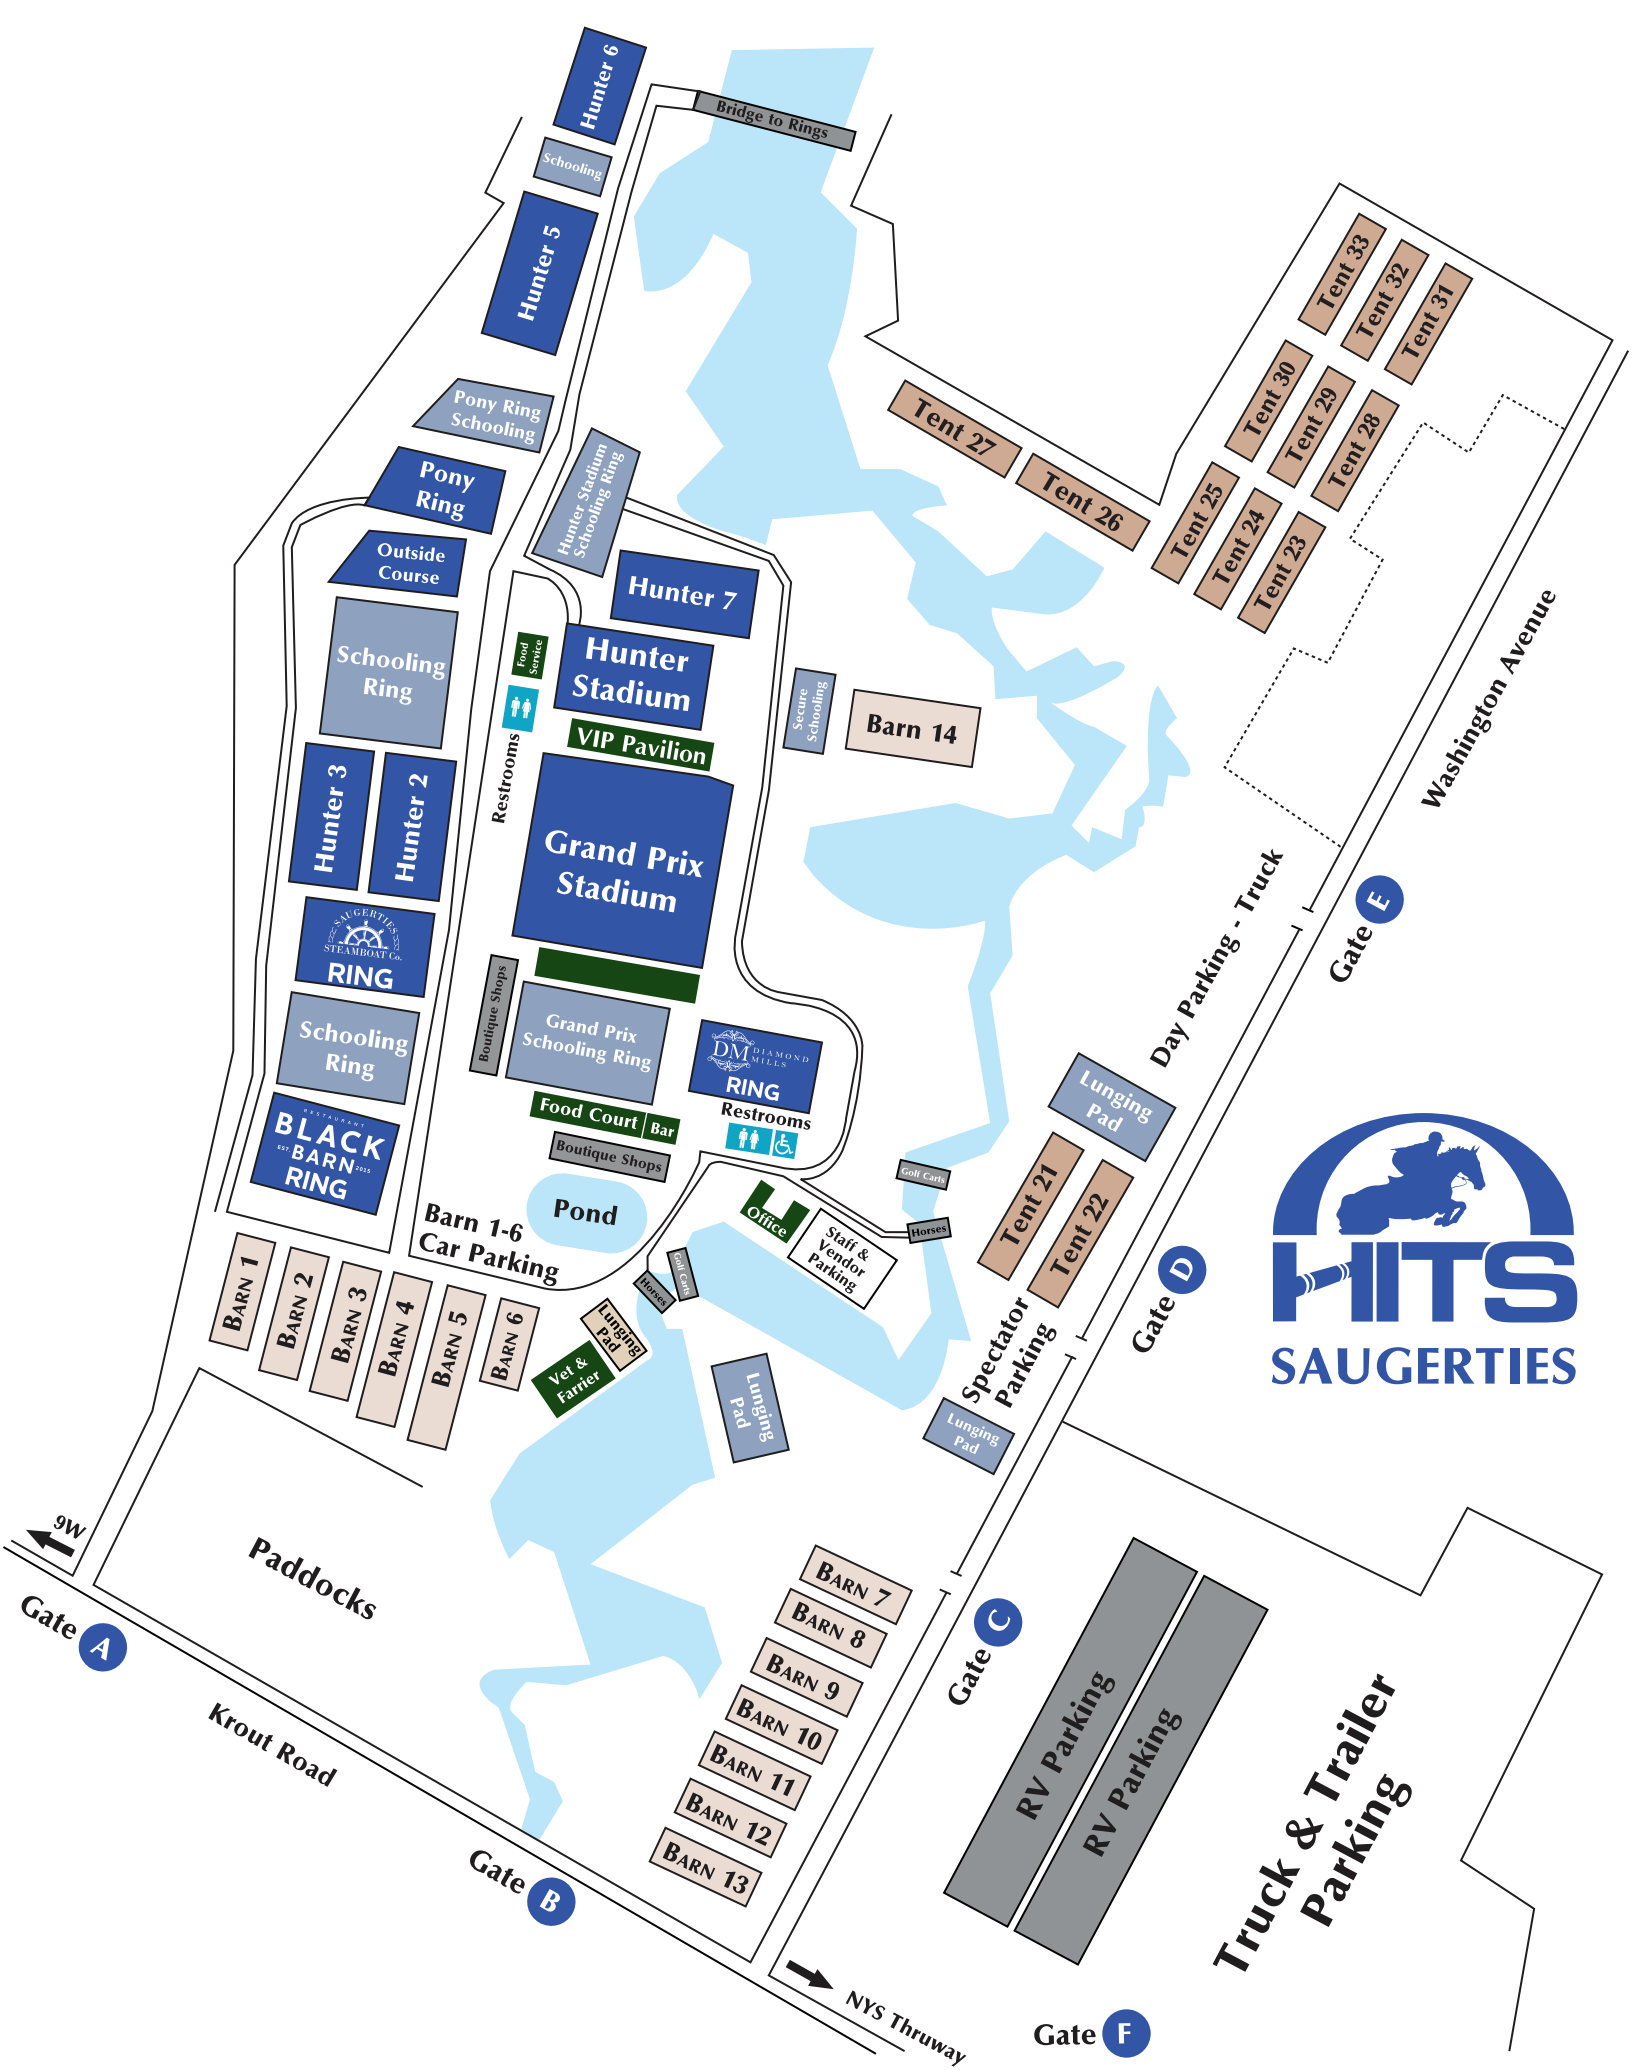 Hunter 6
Schooling
Hunter 5
Bridge to Rings
Pony Ring
Schooling
Pony
Ring
Outside
Course
Schooling
Ring
Hunter 3
Hunter 2
SAUGERTIES
STEAMBOAT Co.
RING
Schooling
Ring
RESTAURANT
BLACK
EST. BARN 2015
RING
Hunter Stadium
Schooling Ring
Hunter 7
Food
Service
Hunter
Stadium
Restrooms
VIP Pavilion
Grand Prix
Stadium
Secure
Schooling
Barn 14
Boutique Shops
Grand Prix
Schooling Ring
DM DIAMOND
MILLS
RING
Food Court
Bar
Boutique Shops
Restrooms
Pond
Barn 1-6
Car Parking
Office
Staff &
Vendor
Parking
Golf Carts
Horses
Golf Carts
Horses
Lunging
Pad
Vet &
Farrier
Lunging
Pad
BARN 1
BARN 2
BARN 3
BARN 4
BARN 5
BARN 6
Tent 33
Tent 32
Tent 31
Tent 30
Tent 29
Tent 28
Tent 27
Tent 26
Tent 25
Tent 24
Tent 23
Washington Avenue
Day Parking - Truck
Gate E
Lunging
Pad
Tent 21
Tent 22
Gate D
Spectator
Parking
Lunging
Pad
HITS
SAUGERTIES
9W
Gate A
Paddocks
Krout Road
Gate B
BARN 7
BARN 8
BARN 9
BARN 10
BARN 11
BARN 12
BARN 13
Gate C
RV Parking
RV Parking
Truck & Trailer
Parking
NYS Thruway
Gate F